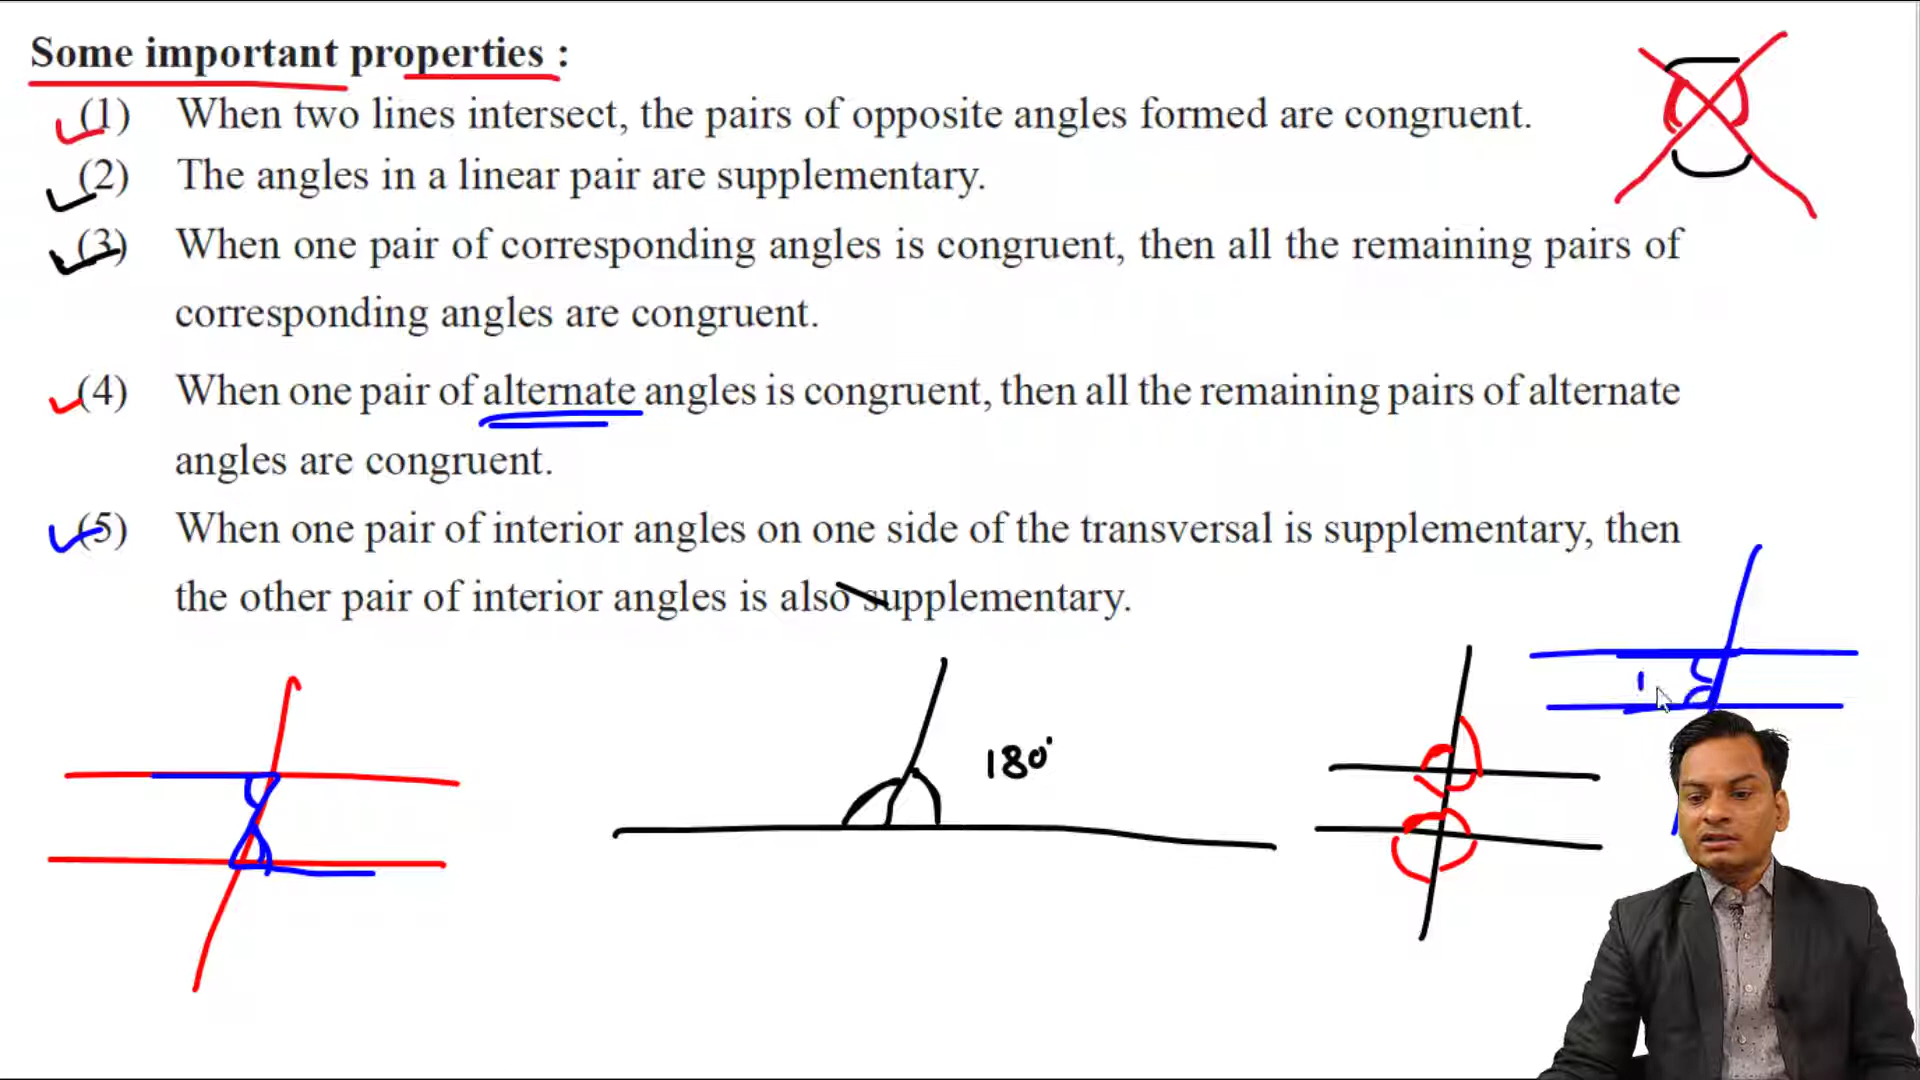 Some important properties :
(1) When two lines intersect, the pairs of opposite angles formed are congruent.
(2) The angles in a linear pair are supplementary.
(3) When one pair of corresponding angles is congruent, then all the remaining pairs of
corresponding angles are congruent.
(4) When one pair of alternate angles is congruent, then all the remaining pairs of alternate
angles are congruent.
(5) When one pair of interior angles on one side of the transversal is supplementary, then
the other pair of interior angles is also supplementary.
180°